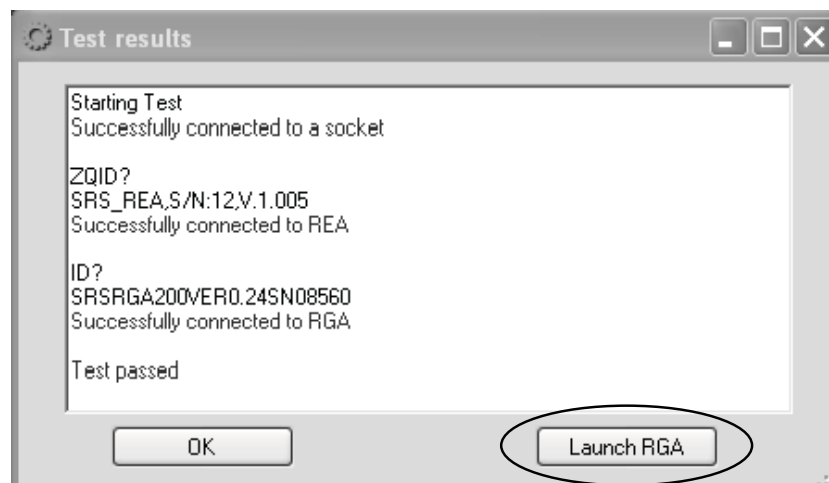 Test results
Starting Test
Successfully connected to a socket
ZQID?
SRS_REA,S/N:12,V.1.005
Successfully connected to REA
ID?
SRSRGA200VER0.24SN08560
Successfully connected to RGA
Test passed
OK
Launch RGA